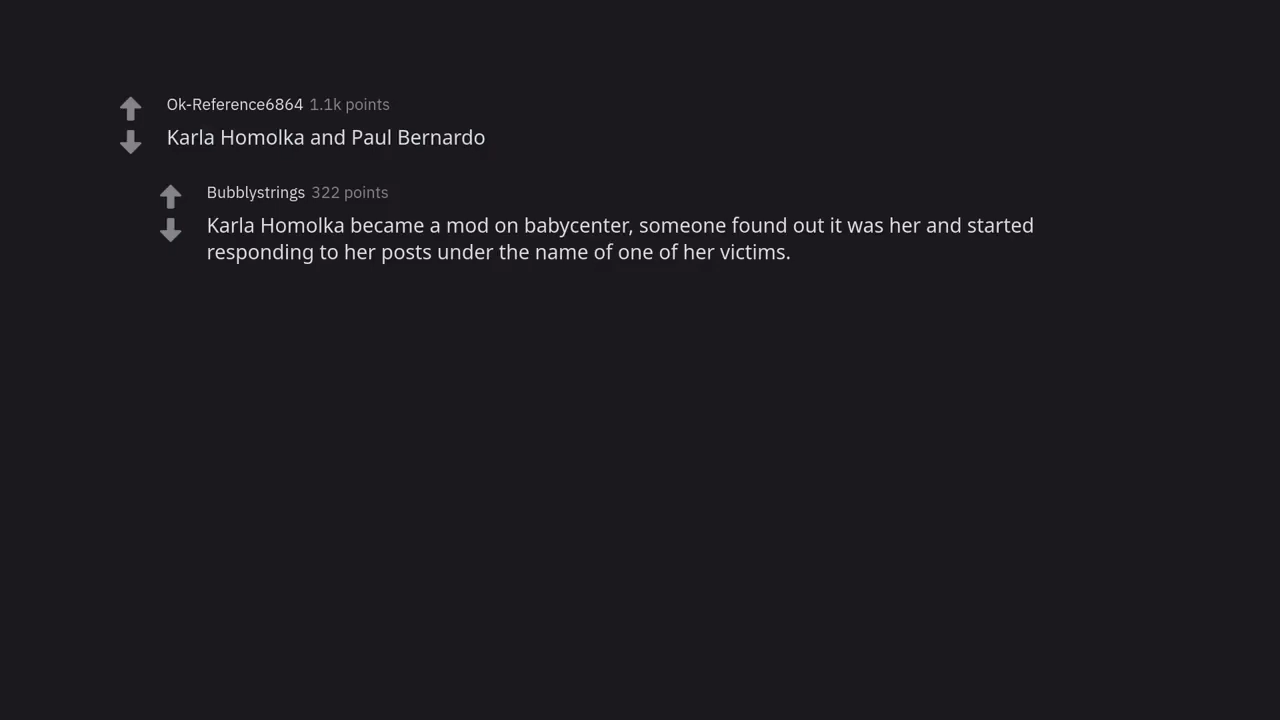 Ok-Reference6864 1.1k points
Karla Homolka and Paul Bernardo
Bubblystrings 322 points
Karla Homolka became a mod on babycenter, someone found out it was her and started
responding to her posts under the name of one of her victims.